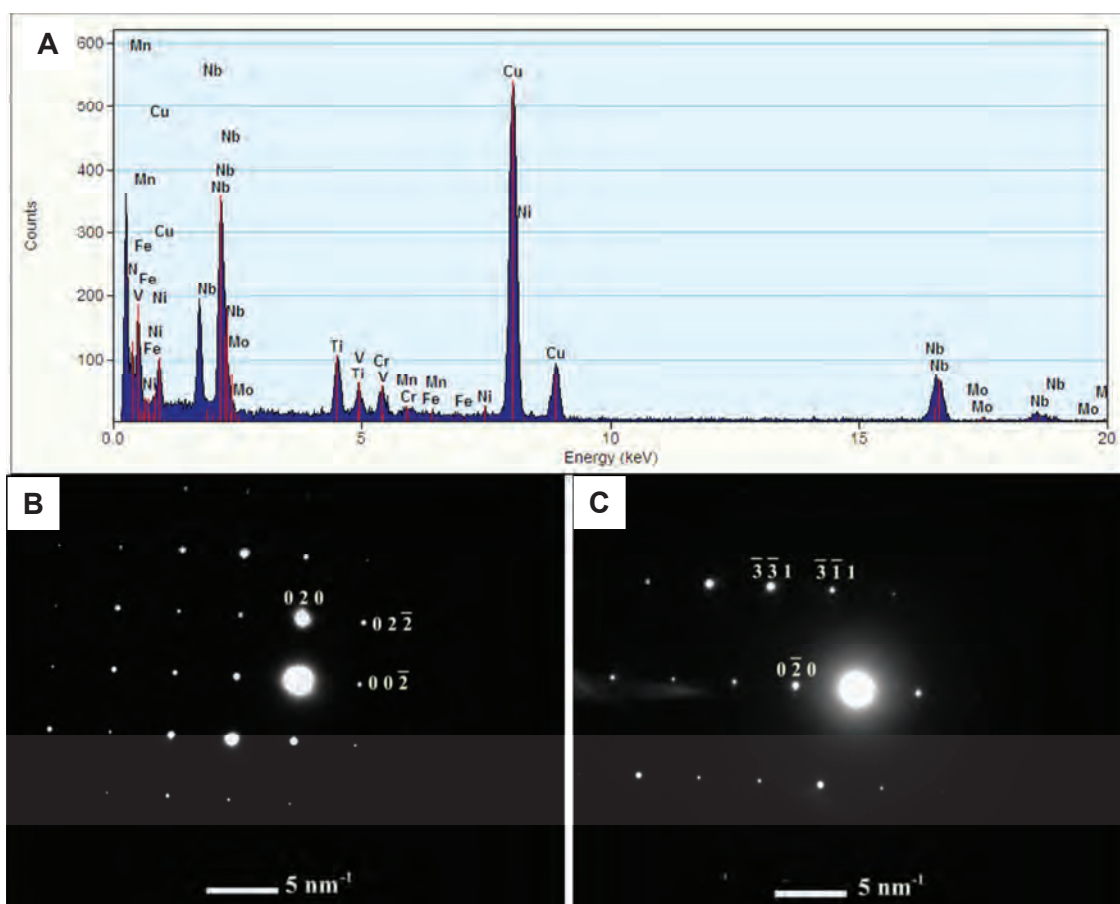 A
600
500
400
300
200
100
Counts
Mn
Cu
Mn
Fe
Cu
N
Fe
V
Ni
Ni
Fe
Ni
Nb
Nb
Nb
Nb
Nb
Nb
Mo
Mo
Ti
V
Ti
Cr
V
Mn
Cr
Mn
Fe
Fe
Ni
Cu
Ni
Cu
Nb
Nb
Mo
Mo
Nb
Nb
Mo
M
0.0 5 10 15 20
Energy (keV)
B
0 2 0
0 2 2̅
0 0 2̅
5 nm⁻¹
C
3̅ 3̅ 1 3̅ 1̅ 1
0 2̅ 0
5 nm⁻¹